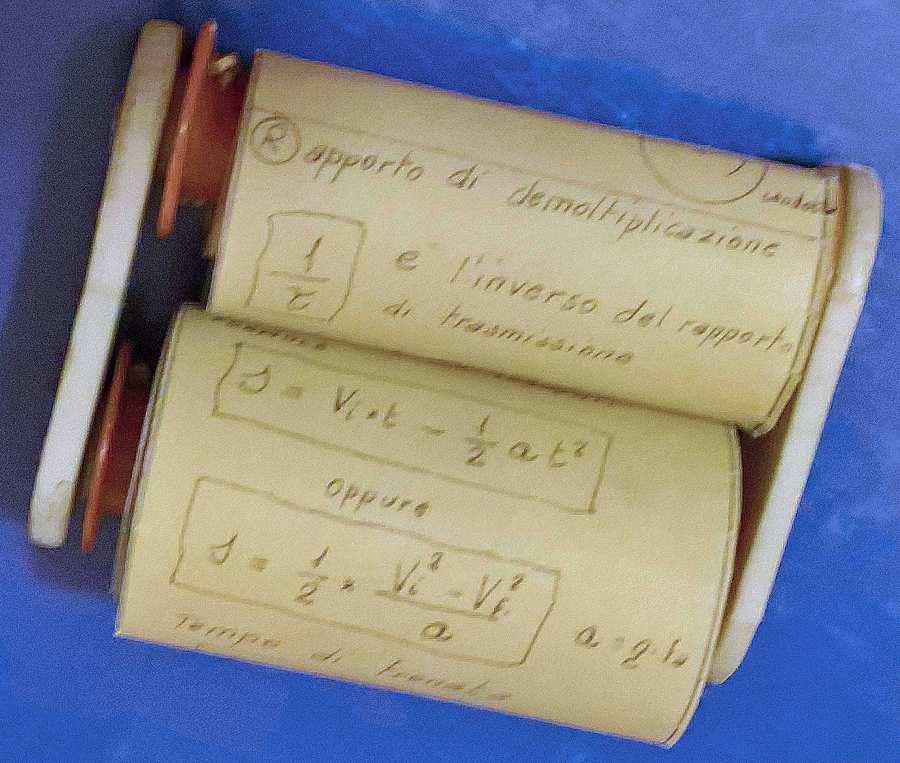 Rapporto di demoltiplicazione
1/τ e l'inverso del rapporto
di trasmissione
s = Vi·t - 1/2 a t²
oppure
s = 1/2 · (Vi² - Vf²)/a a = g·
Tempo di frenata